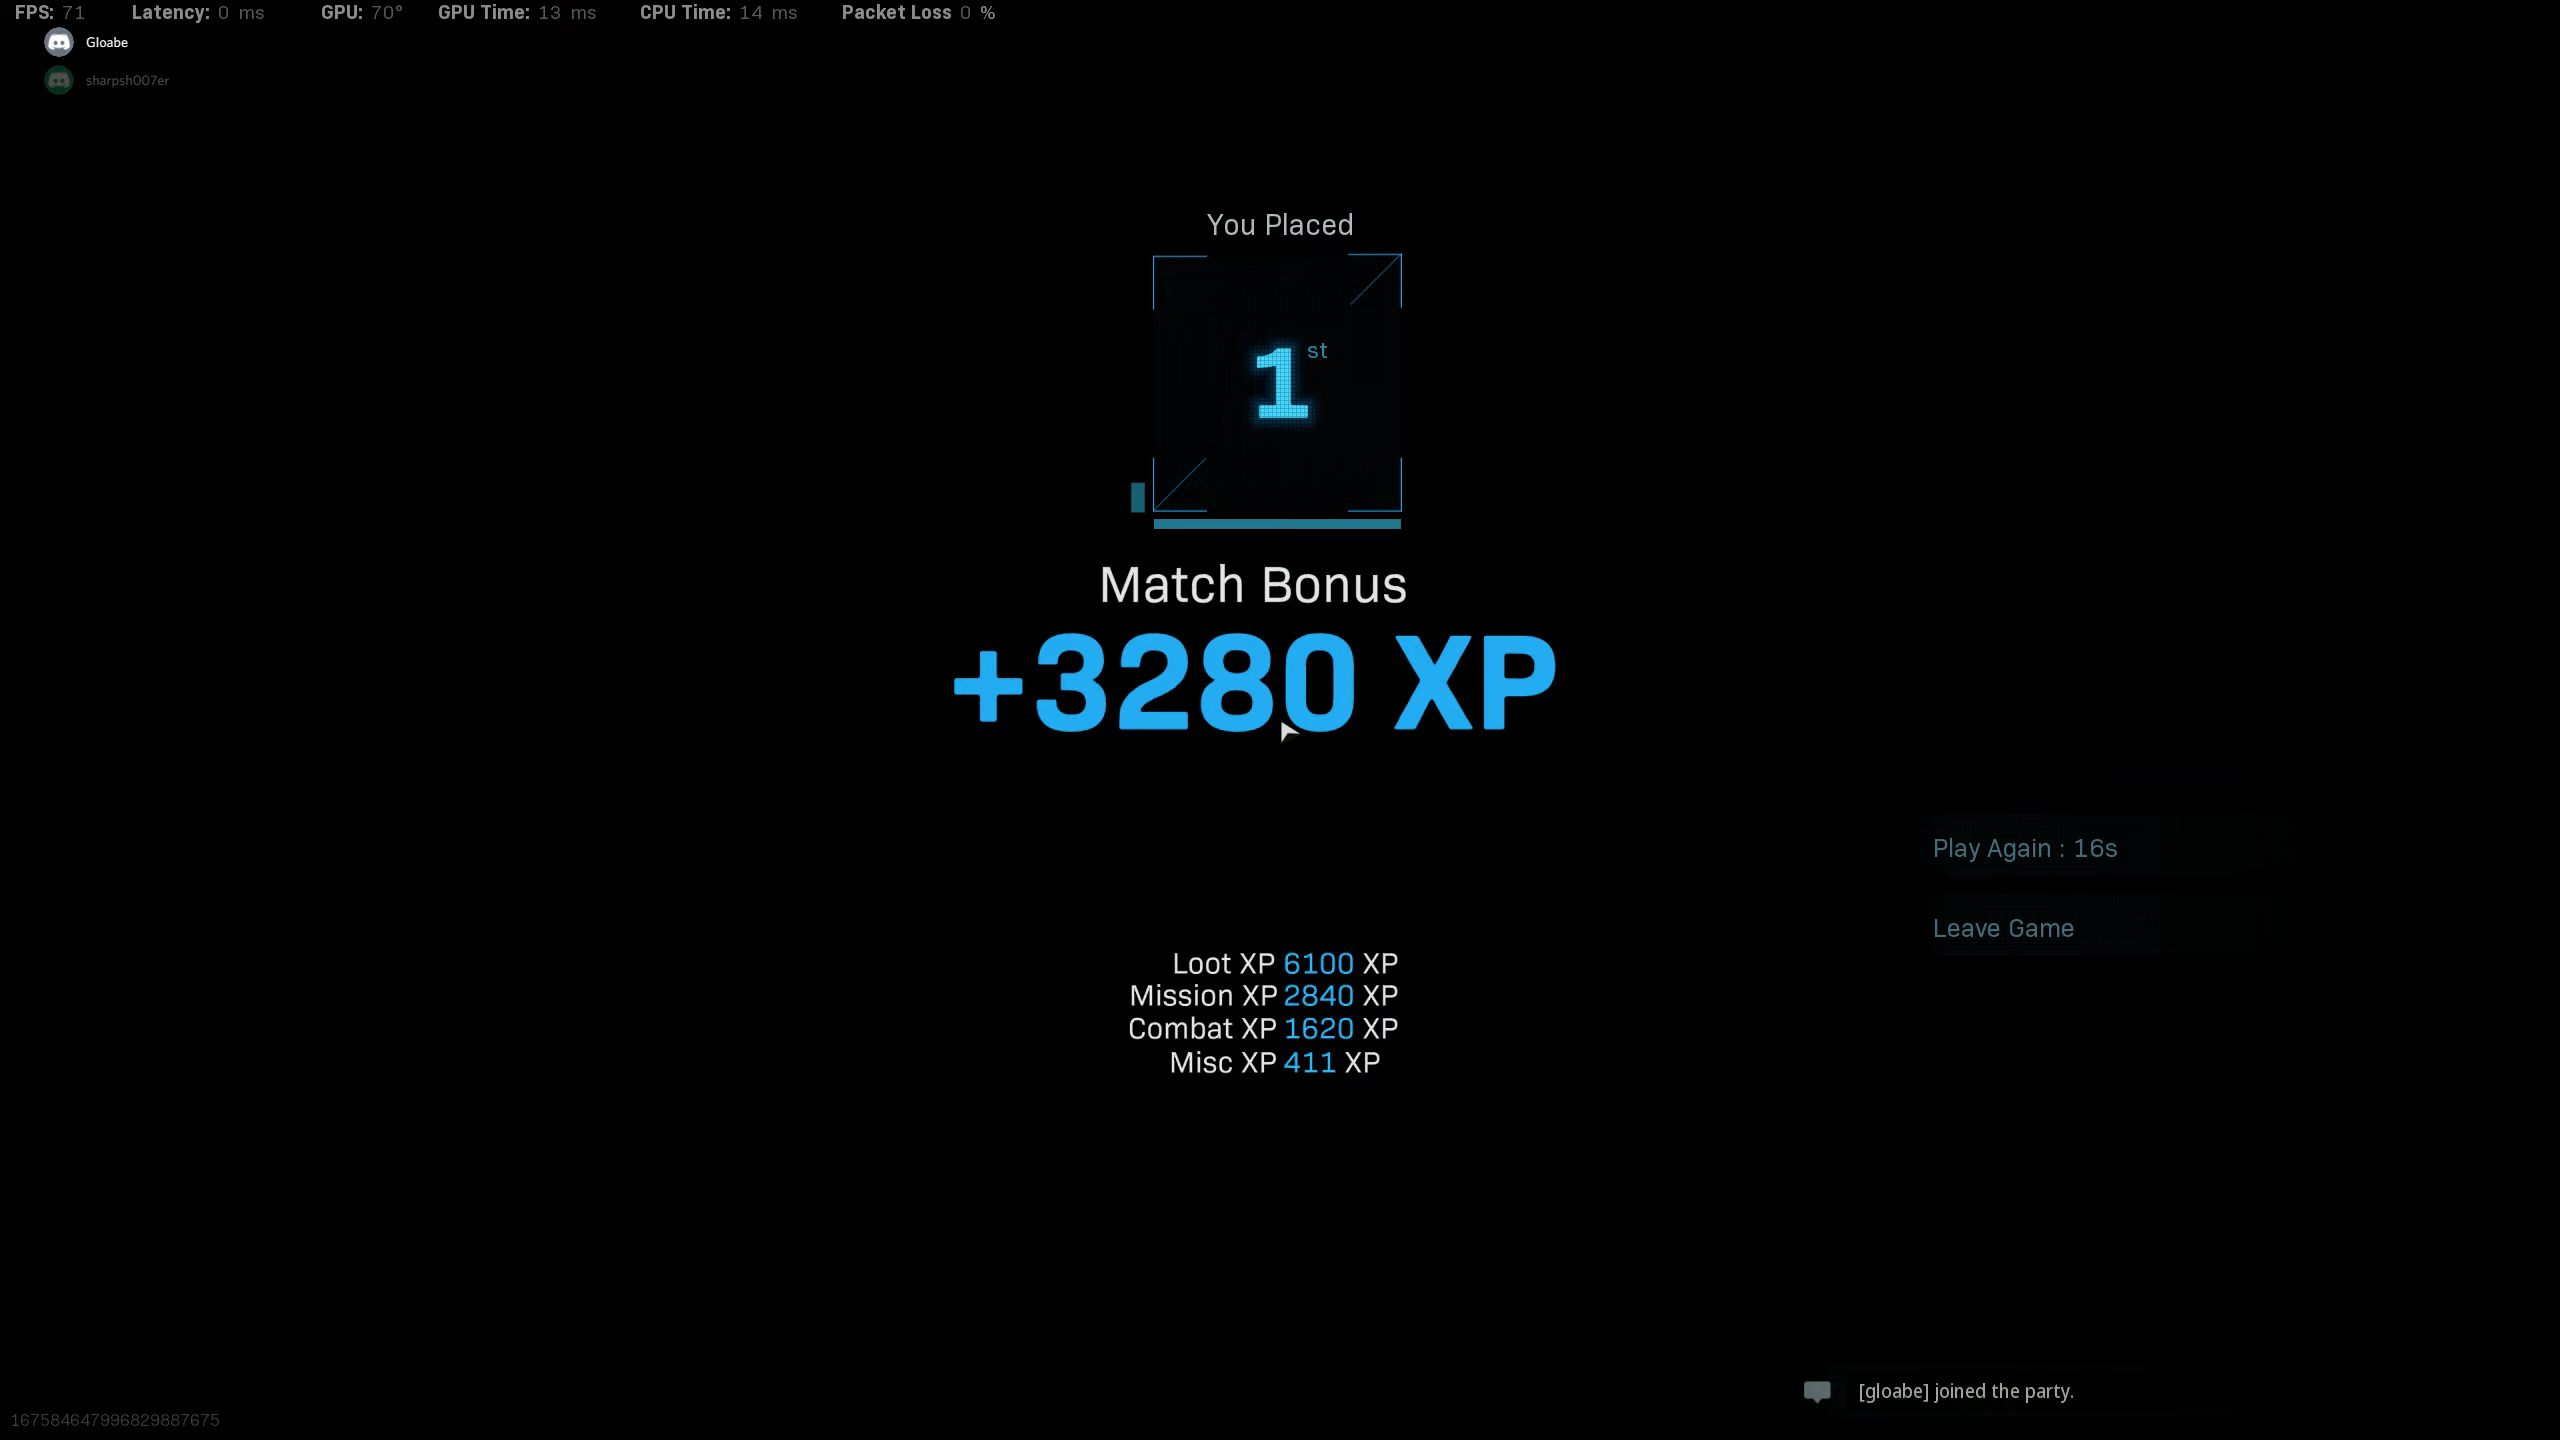 FPS: 71 Latency: 0 ms GPU: 70° GPU Time: 13 ms CPU Time: 14 ms Packet Loss 0 %
Gloabe
sharpsh007er
You Placed
1st
Match Bonus
+3280 XP
Play Again : 16s
Leave Game
Loot XP 6100 XP
Mission XP 2840 XP
Combat XP 1620 XP
Misc XP 411 XP
[gloabe] joined the party.
167584647996829887675